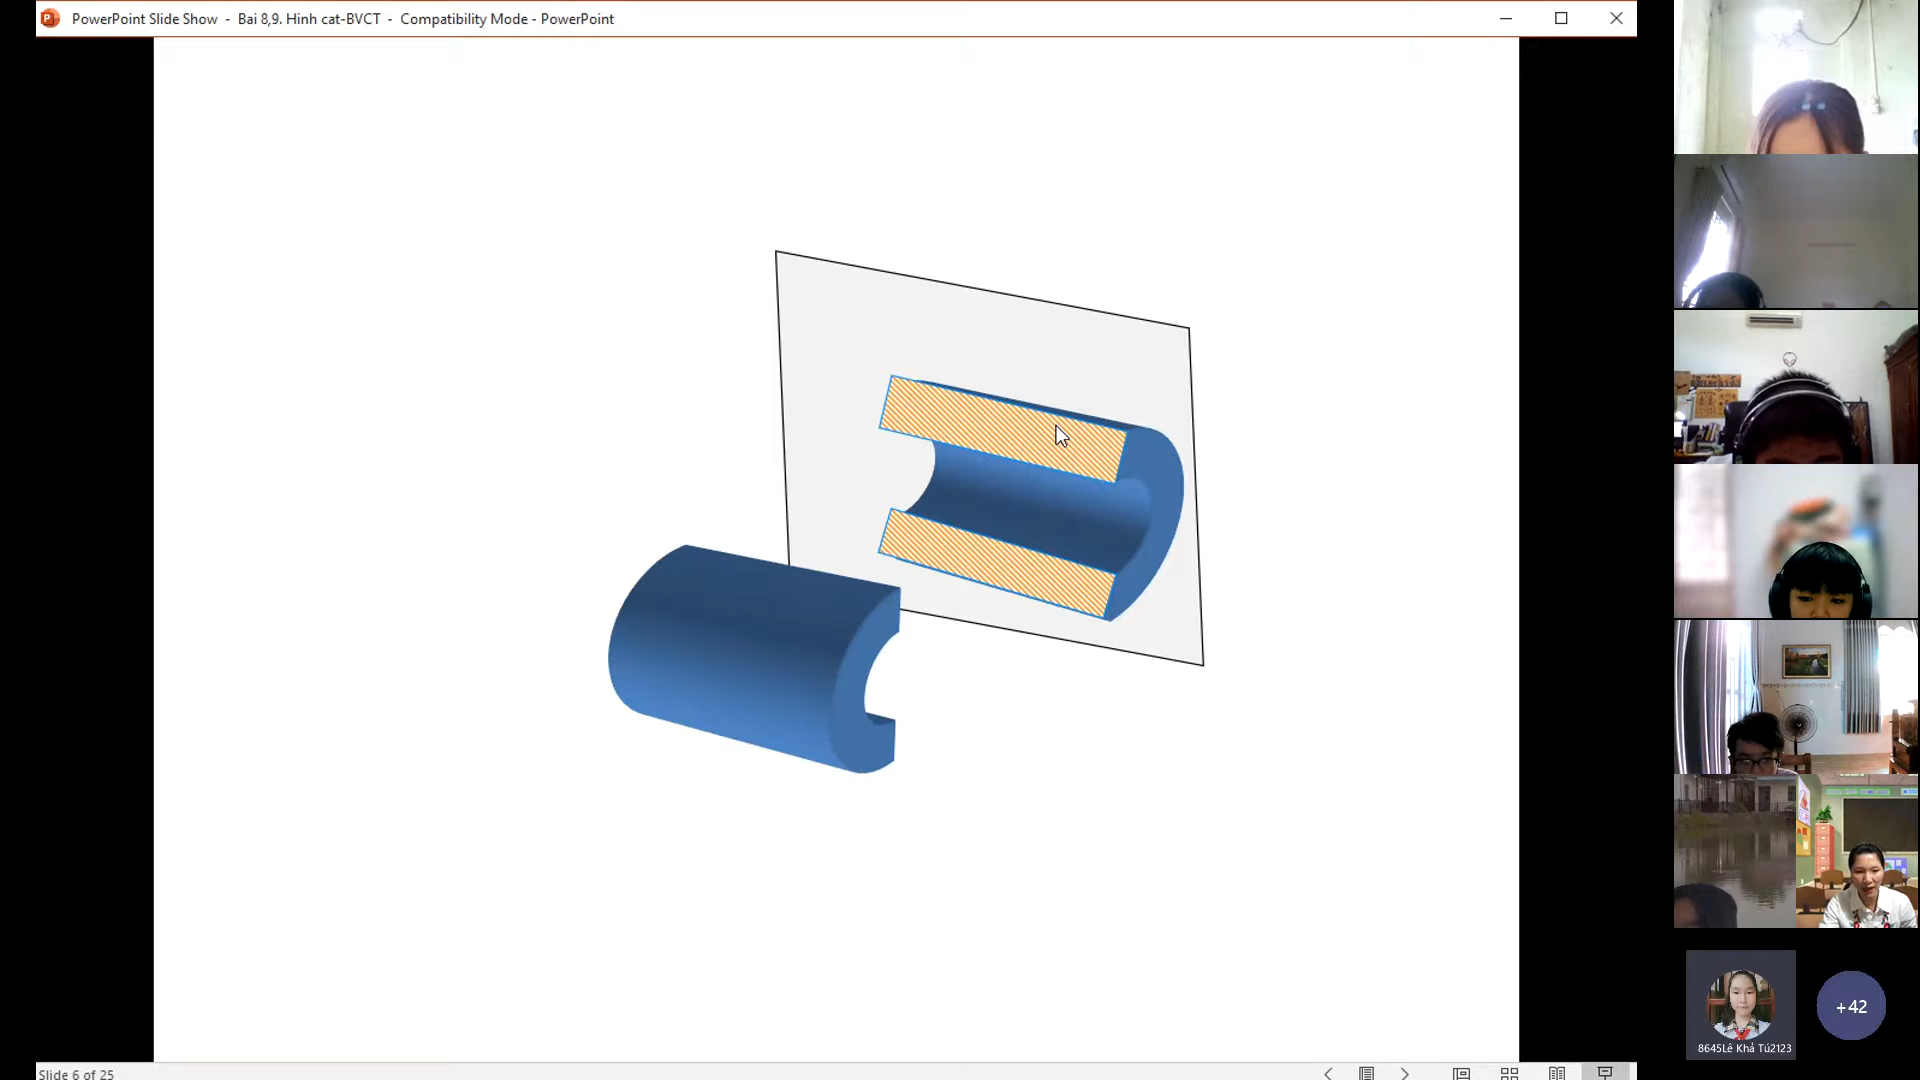 PowerPoint Slide Show - Bai 8,9. Hinh cat-BVCT - Compatibility Mode - PowerPoint
+42
8645Lê Khả Tú2123
Slide 6 of 25